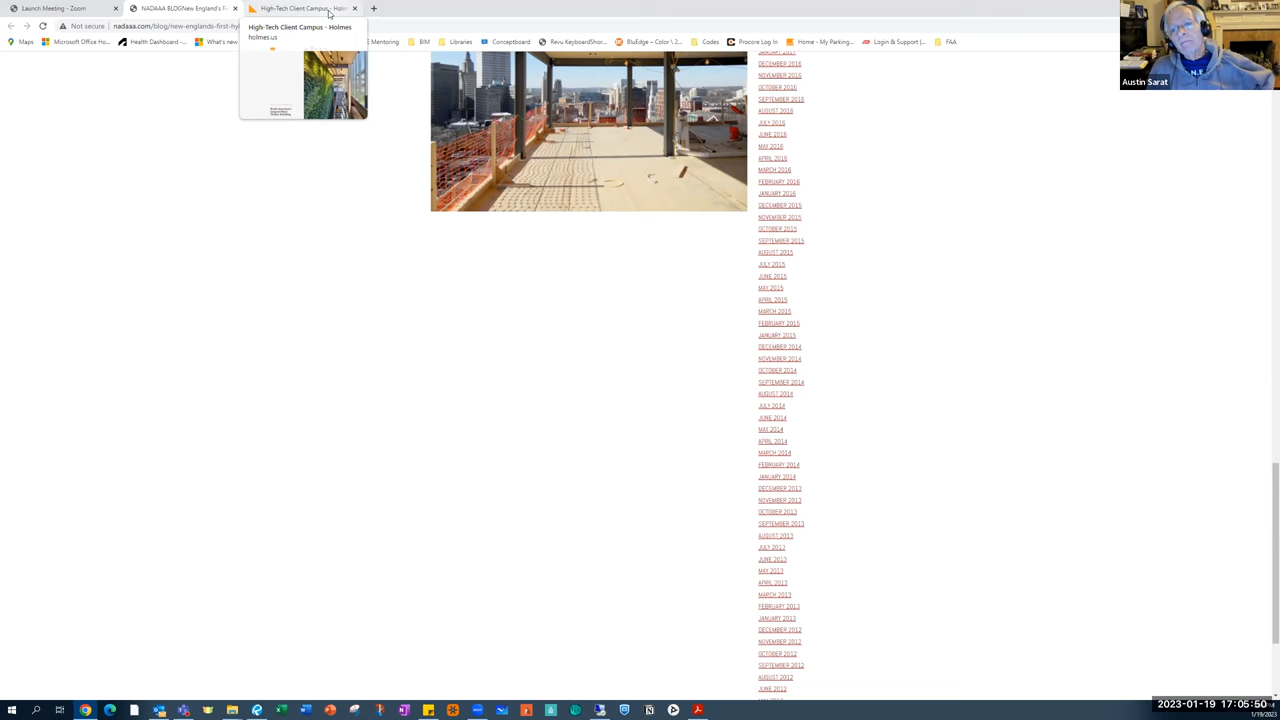 Launch Meeting - Zoom
NADAAA BLOGNew England's F
High-Tech Client Campus - Holm
Not secure
nadaaa.com/blog/new-englands-first-hy
High-Tech Client Campus - Holmes
holmes.us
Maps
Microsoft Office Ho...
Health Dashboard -...
What's new
E Mentoring
BIM
Libraries
Conceptboard
Revu KeyboardShor...
BluEdge – Color \ 2...
Codes
Procore Log In
Home - My Parking...
Login & Support |...
Austin Sarat
JANUARY 2017
DECEMBER 2016
NOVEMBER 2016
OCTOBER 2016
SEPTEMBER 2016
AUGUST 2016
JULY 2016
JUNE 2016
MAY 2016
APRIL 2016
MARCH 2016
FEBRUARY 2016
JANUARY 2016
DECEMBER 2015
NOVEMBER 2015
OCTOBER 2015
SEPTEMBER 2015
AUGUST 2015
JULY 2015
JUNE 2015
MAY 2015
APRIL 2015
MARCH 2015
FEBRUARY 2015
JANUARY 2015
DECEMBER 2014
NOVEMBER 2014
OCTOBER 2014
SEPTEMBER 2014
AUGUST 2014
JULY 2014
JUNE 2014
MAY 2014
APRIL 2014
MARCH 2014
FEBRUARY 2014
JANUARY 2014
DECEMBER 2013
NOVEMBER 2013
OCTOBER 2013
SEPTEMBER 2013
AUGUST 2013
JULY 2013
JUNE 2013
MAY 2013
APRIL 2013
MARCH 2013
FEBRUARY 2013
JANUARY 2013
DECEMBER 2012
NOVEMBER 2012
OCTOBER 2012
SEPTEMBER 2012
AUGUST 2012
JUNE 2012
2023-01-19 17:05:50
1/19/2023